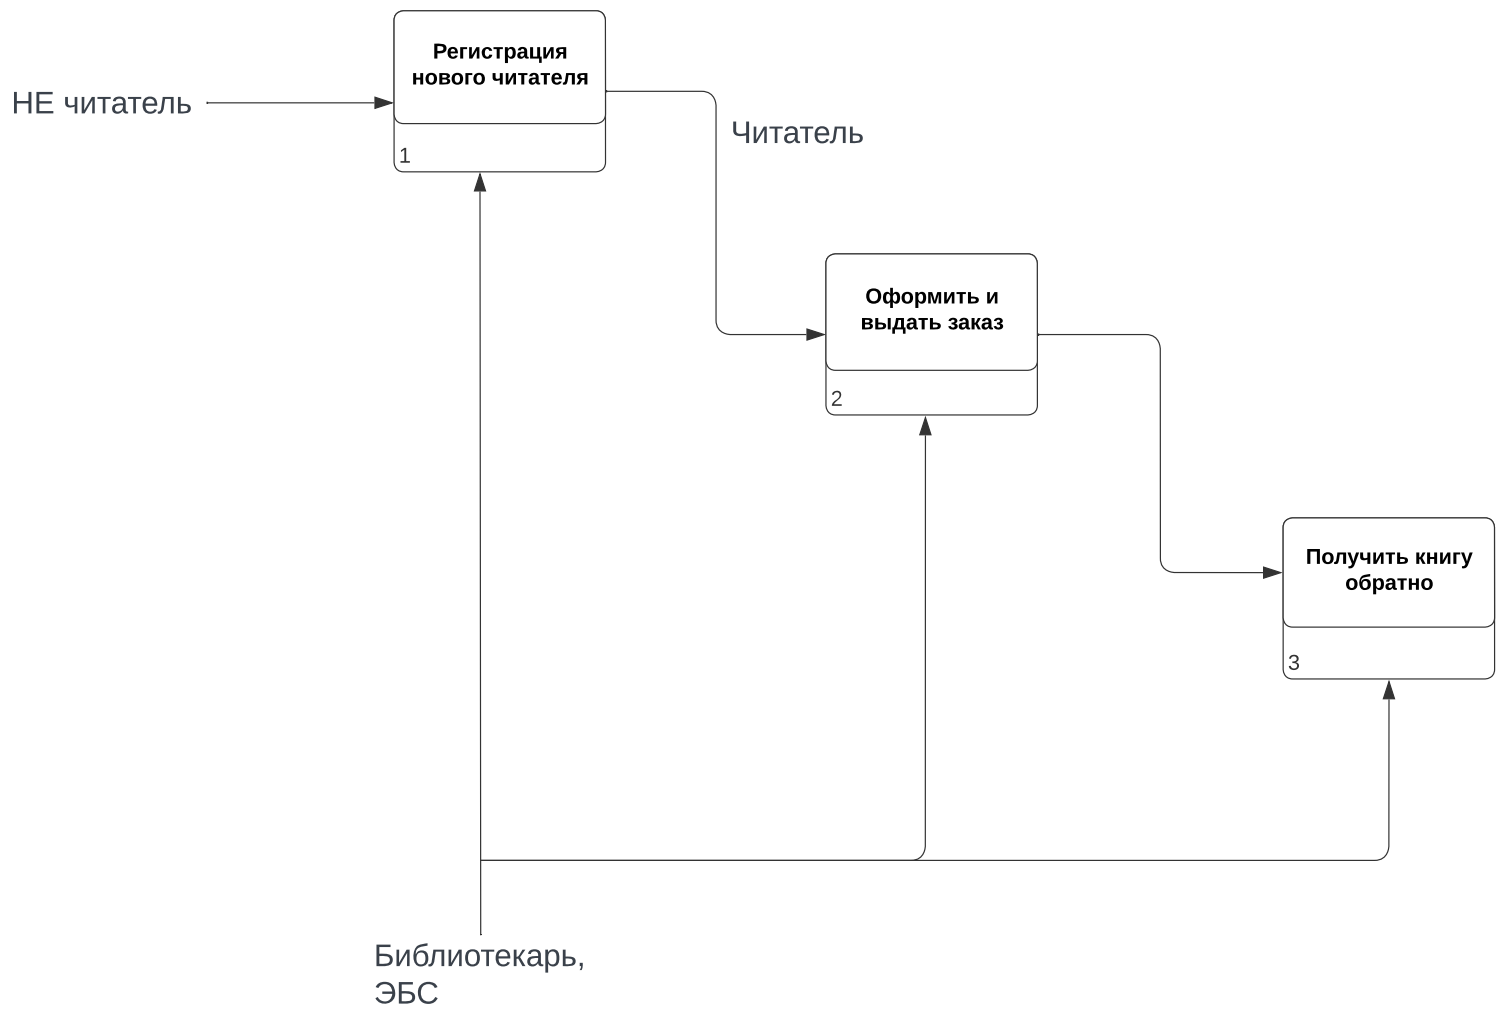 Регистрация
нового читателя
1
НЕ читатель
Читатель
Оформить и
выдать заказ
2
Получить книгу
обратно
3
Библиотекарь,
ЭБС